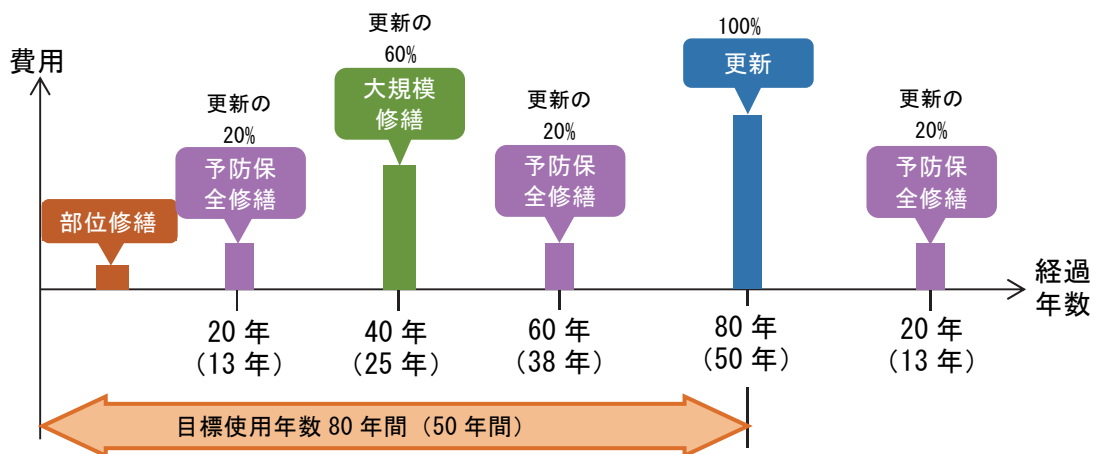 費用
部位修繕
更新の
20%
予防保
全修繕
更新の
60%
大規模
修繕
更新の
20%
予防保
全修繕
100%
更新
更新の
20%
予防保
全修繕
経過
年数
20 年
(13 年)
40 年
(25 年)
60 年
(38 年)
80 年
(50 年)
20 年
(13 年)
目標使用年数 80 年間（50 年間）